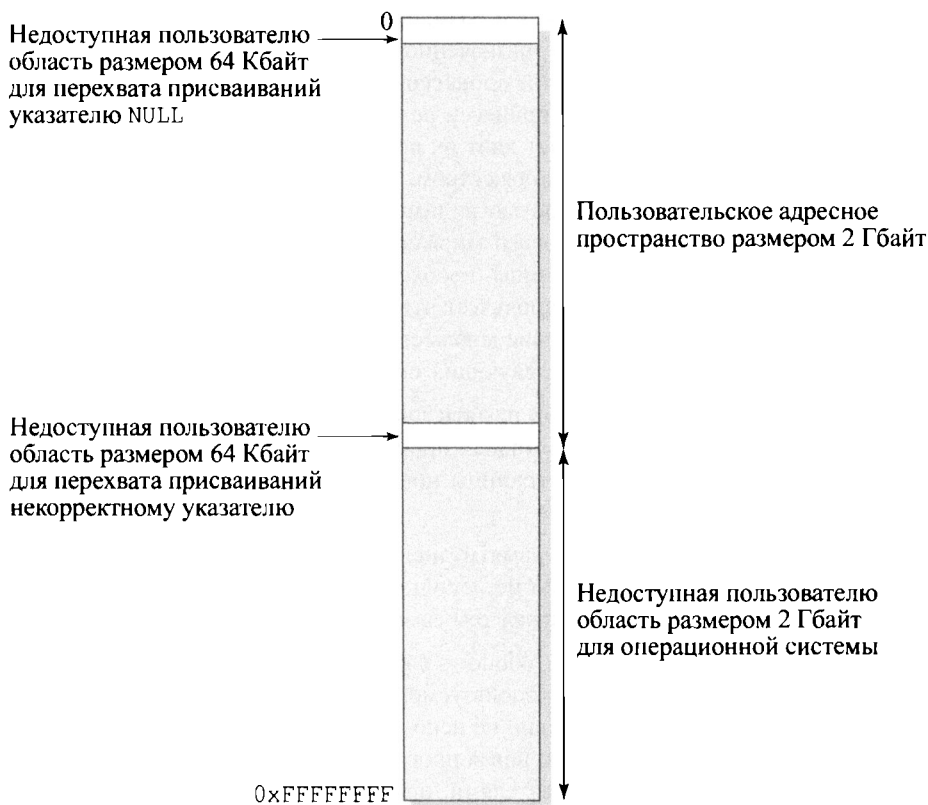 0
Недоступная пользователю
область размером 64 Кбайт
для перехвата присваиваний
указателю NULL
Пользовательское адресное
пространство размером 2 Гбайт
Недоступная пользователю
область размером 64 Кбайт
для перехвата присваиваний
некорректному указателю
Недоступная пользователю
область размером 2 Гбайт
для операционной системы
0xFFFFFFFF